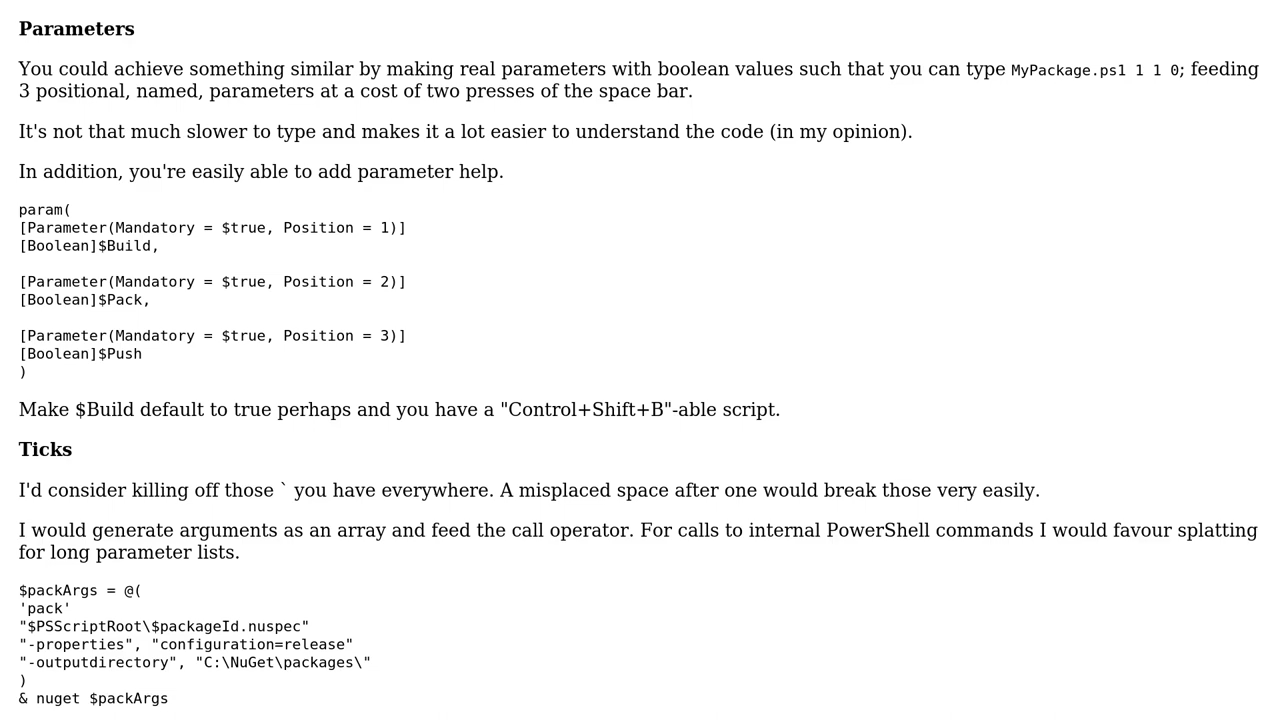 Parameters
You could achieve something similar by making real parameters with boolean values such that you can type MyPackage.ps1 1 1 0; feeding
3 positional, named, parameters at a cost of two presses of the space bar.
It's not that much slower to type and makes it a lot easier to understand the code (in my opinion).
In addition, you're easily able to add parameter help.
param(
[Parameter(Mandatory = $true, Position = 1)]
[Boolean]$Build,
[Parameter(Mandatory = $true, Position = 2)]
[Boolean]$Pack,
[Parameter(Mandatory = $true, Position = 3)]
[Boolean]$Push
)
Make $Build default to true perhaps and you have a "Control+Shift+B"-able script.
Ticks
I'd consider killing off those ` you have everywhere. A misplaced space after one would break those very easily.
I would generate arguments as an array and feed the call operator. For calls to internal PowerShell commands I would favour splatting
for long parameter lists.
$packArgs = @(
'pack'
"$PSScriptRoot\$packageId.nuspec"
"-properties", "configuration=release"
"-outputdirectory", "C:\NuGet\packages\"
)
& nuget $packArgs